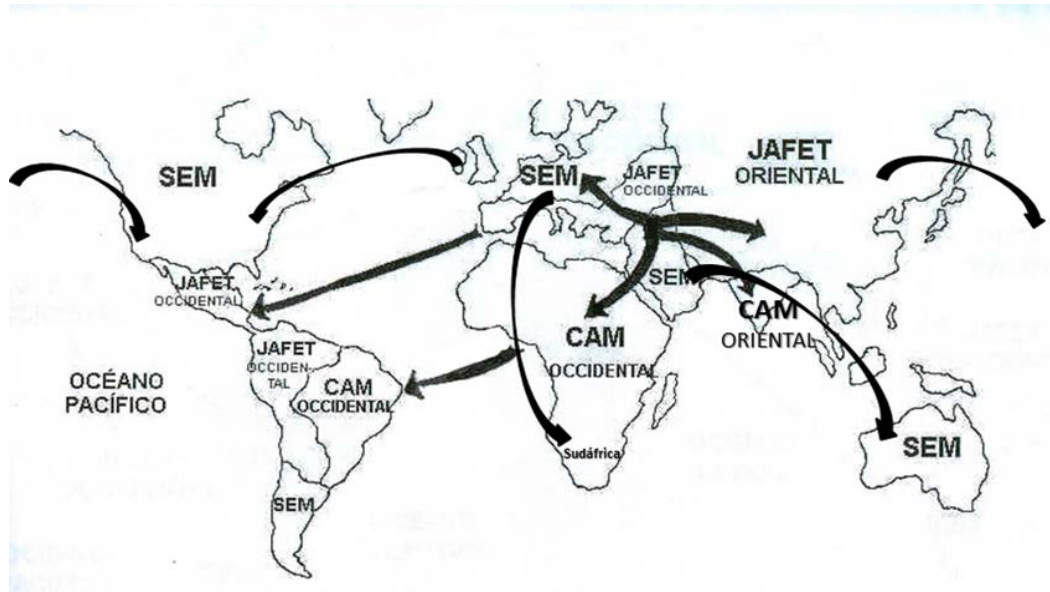 SEM
JAFET
OCCIDENTAL
JAFET
OCCIDEN-
TAL
CAM
OCCIDENTAL
SEM
OCÉANO
PACÍFICO
SEM
JAFET
OCCIDENTAL
JAFET
ORIENTAL
SEM
CAM
OCCIDENTAL
CAM
ORIENTAL
Sudáfrica
SEM